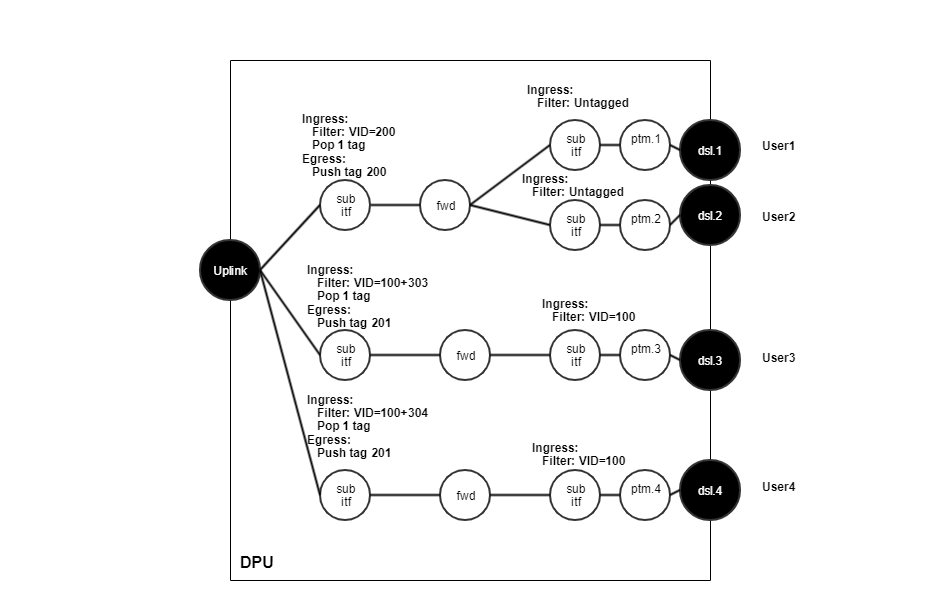 Ingress:
Filter: Untagged
Ingress:
Filter: VID=200
Pop 1 tag
Egress:
Push tag 200
sub
itf
ptm.1
dsl.1
User1
Ingress:
Filter: Untagged
sub
itf
fwd
sub
itf
ptm.2
dsl.2
User2
Uplink
Ingress:
Filter: VID=100+303
Pop 1 tag
Egress:
Push tag 201
Ingress:
Filter: VID=100
sub
itf
fwd
sub
itf
ptm.3
dsl.3
User3
Ingress:
Filter: VID=100+304
Pop 1 tag
Egress:
Push tag 201
Ingress:
Filter: VID=100
sub
itf
fwd
sub
itf
ptm.4
dsl.4
User4
DPU